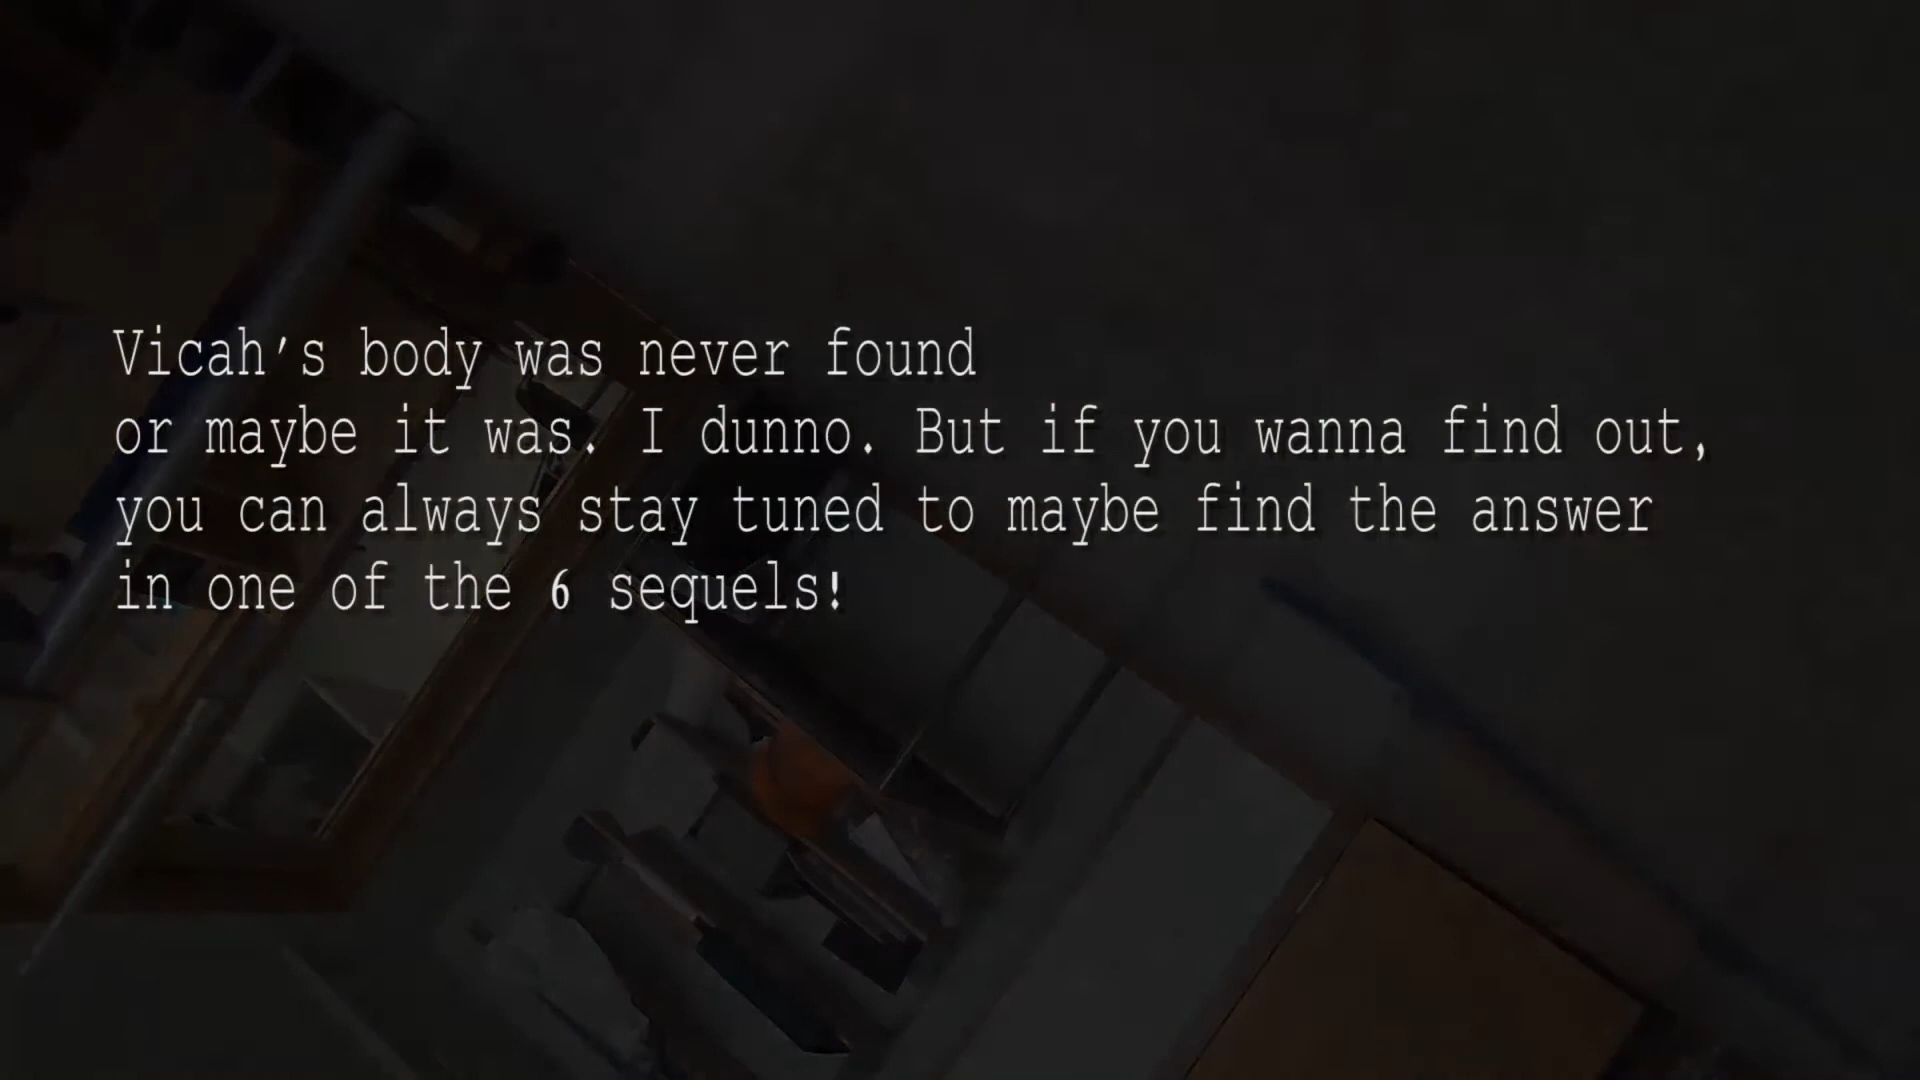 Vicah's body was never found
or maybe it was. I dunno. But if you wanna find out,
you can always stay tuned to maybe find the answer
in one of the 6 sequels!